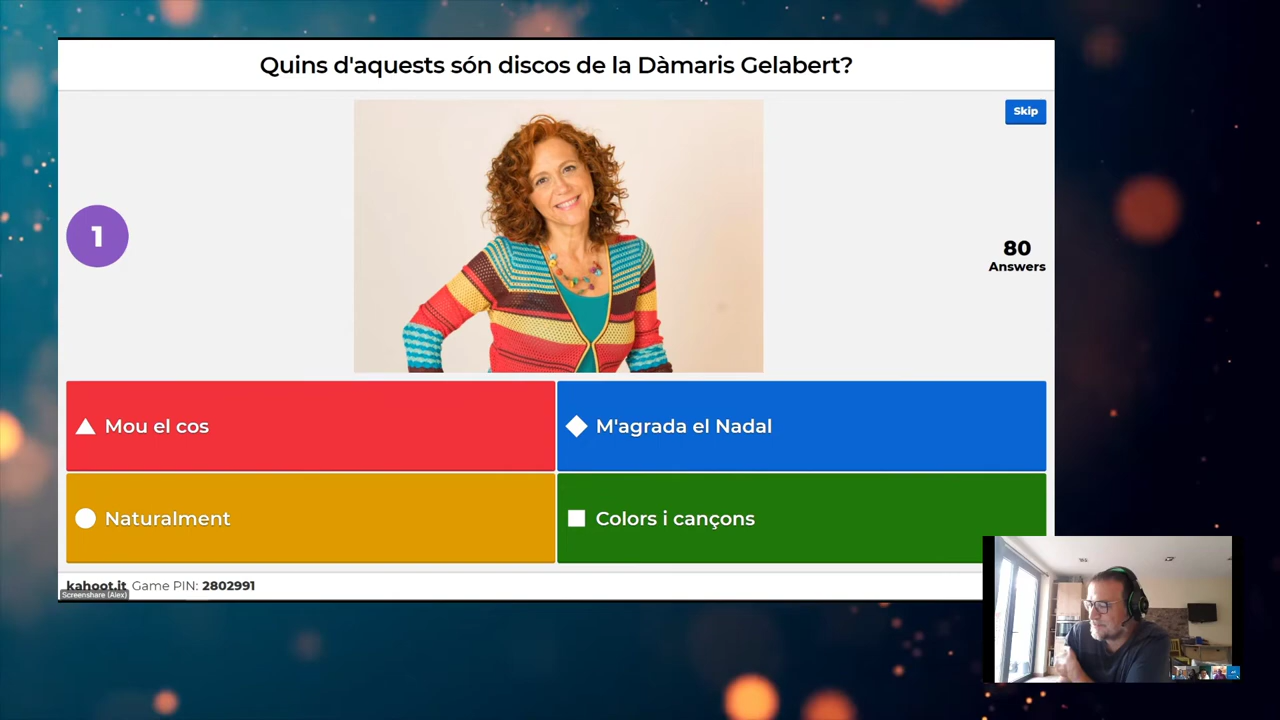 Quins d'aquests són discos de la Dàmaris Gelabert?
Skip
1
80
Answers
Mou el cos
M'agrada el Nadal
Naturalment
Colors i cançons
kahoot.it Game PIN: 2802991
Screenshare (Alex)